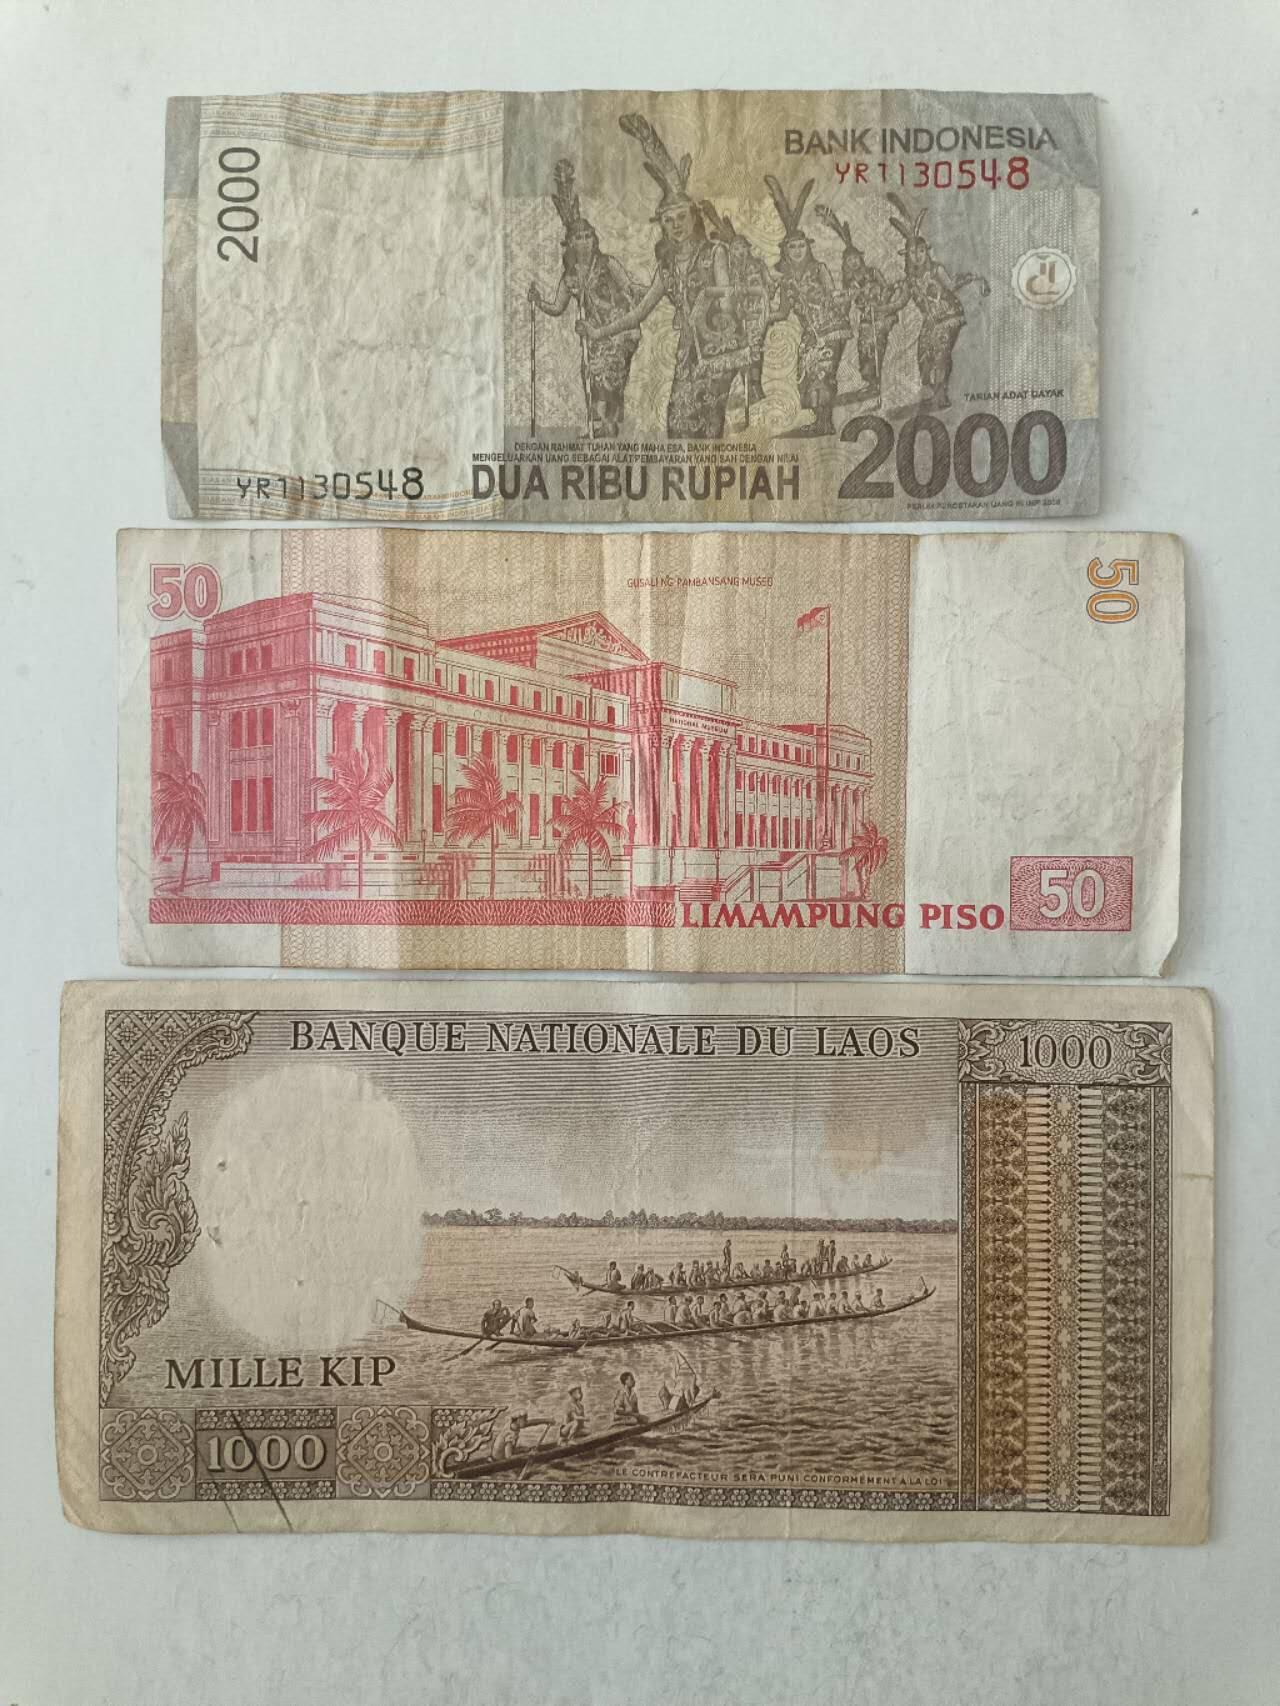 2000
BANK INDONESIA
YR1130548
TARIAN ADAT DAYAK
DENGAN RAHMAT TUHAN YANG MAHA ESA, BANK INDONESIA
MENGELUARKAN UANG SEBAGAI ALAT PEMBAYARAN YANG SAH DENGAN NILAI
DUA RIBU RUPIAH
2000
YR1130548
50
GUSALI NG PAMBANSANG MUSEO
50
NATIONAL MUSEUM
LIMAMPUNG PISO
50
BANQUE NATIONALE DU LAOS
1000
MILLE KIP
1000
LE CONTREFACTEUR SERA PUNI CONFORMÉMENT A LA LOI